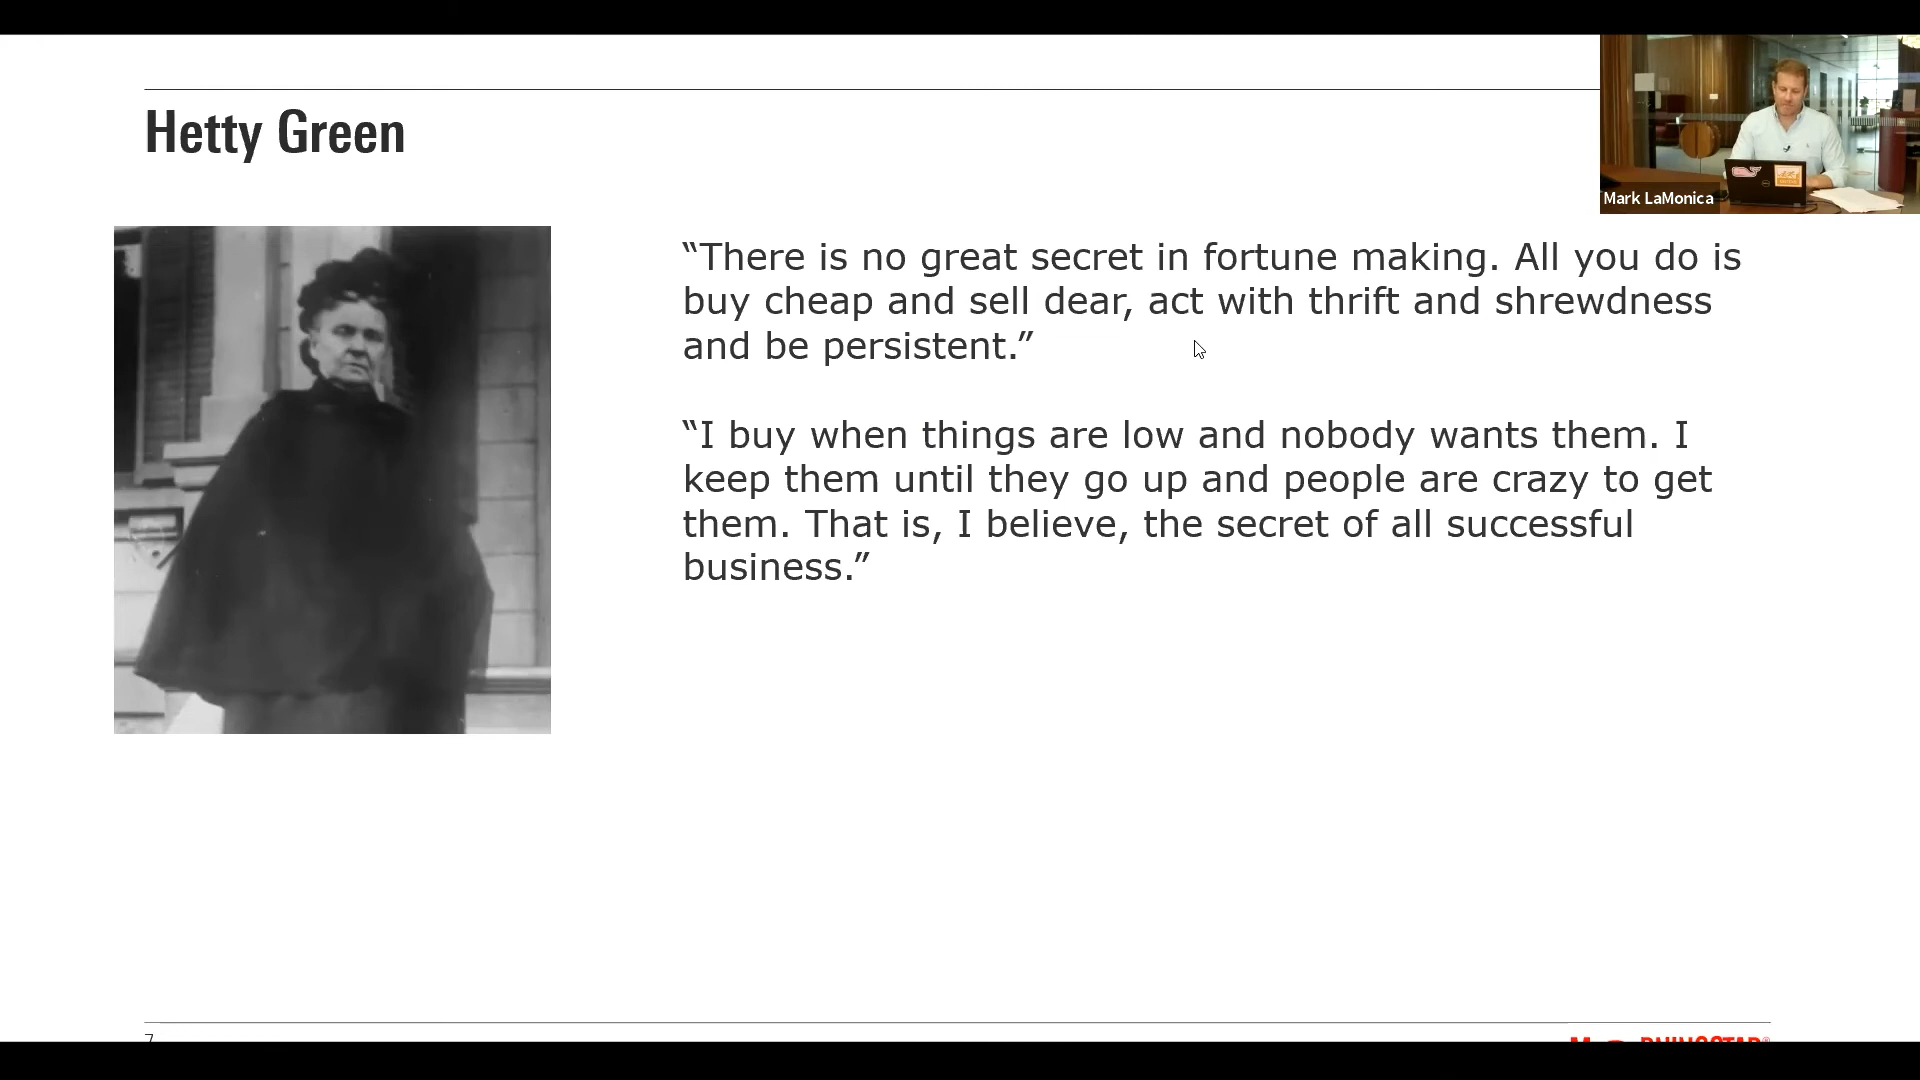 Hetty Green
Mark LaMonica
“There is no great secret in fortune making. All you do is
buy cheap and sell dear, act with thrift and shrewdness
and be persistent.”
“I buy when things are low and nobody wants them. I
keep them until they go up and people are crazy to get
them. That is, I believe, the secret of all successful
business.”
7